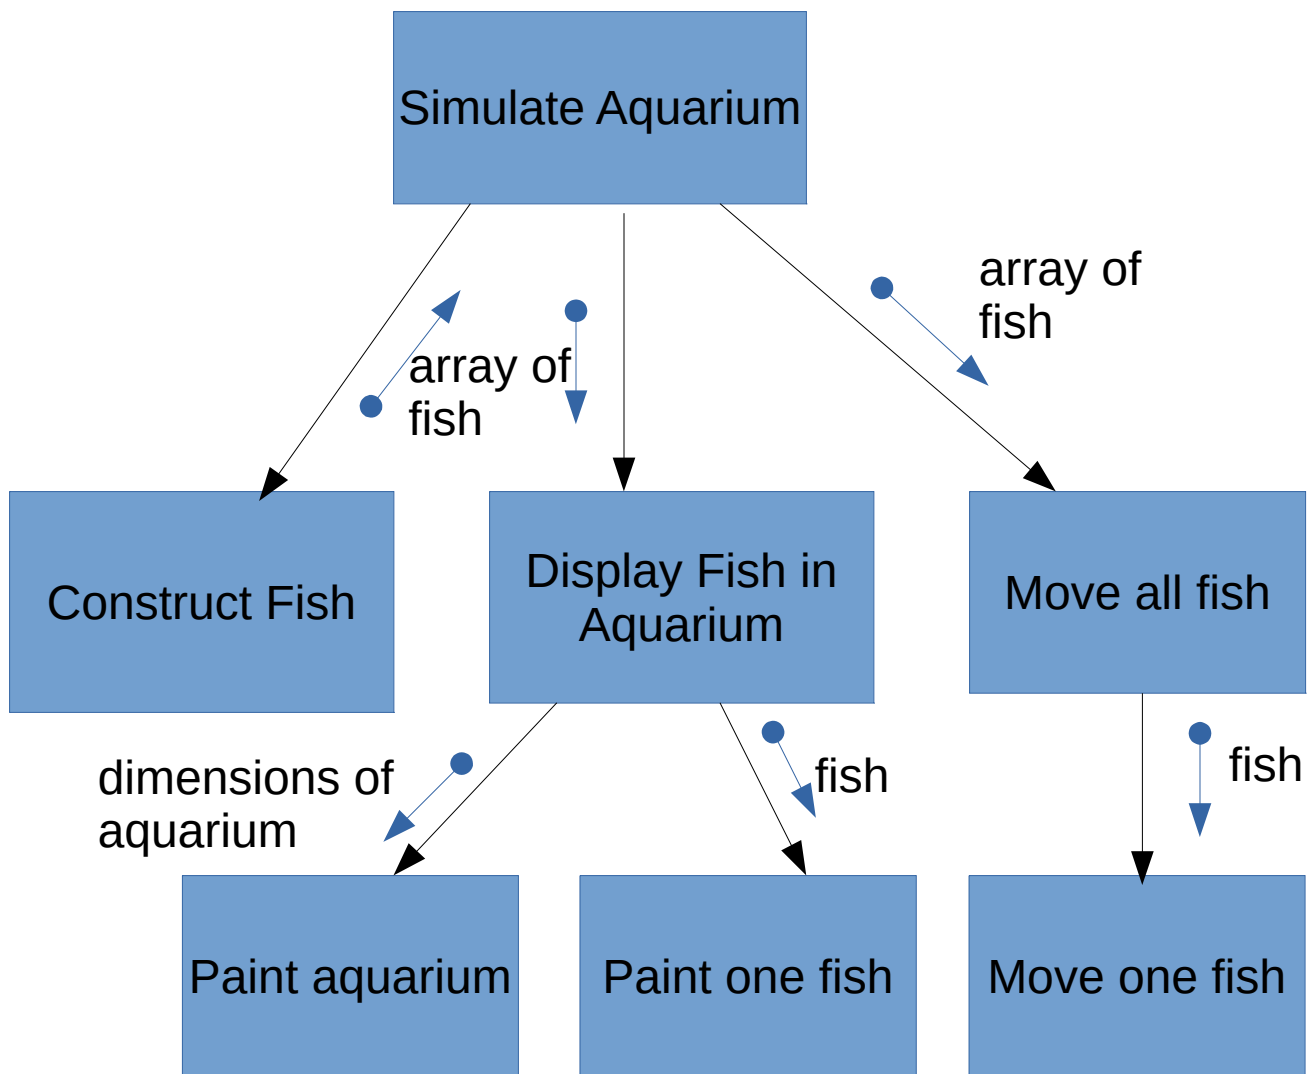 Simulate Aquarium
array of
fish
array of
fish
Construct Fish
Display Fish in
Aquarium
Move all fish
dimensions of
aquarium
fish
fish
Paint aquarium
Paint one fish
Move one fish